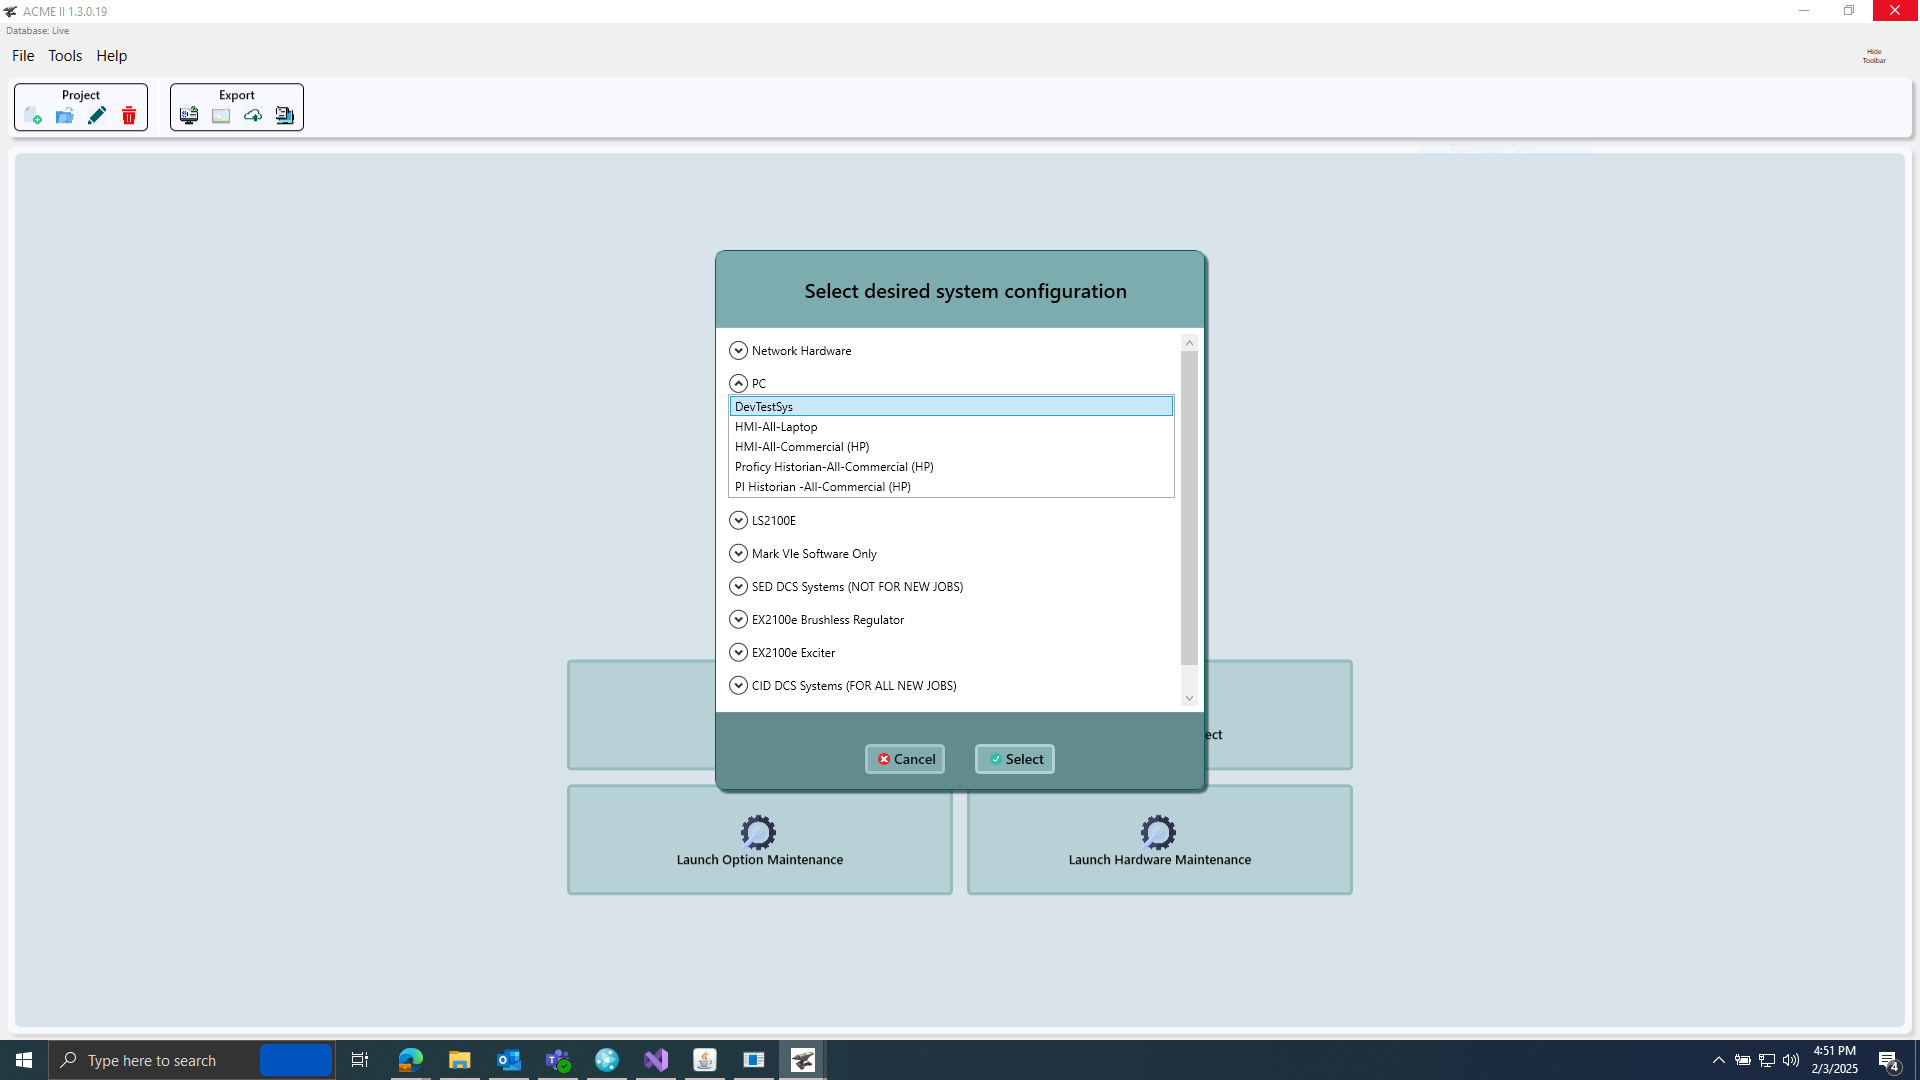 ACME II 1.3.0.19
Database: Live
File Tools Help
Hide
Toolbar
Project
Export
Select desired system configuration
Network Hardware
PC
DevTestSys
HMI-All-Laptop
HMI-All-Commercial (HP)
Proficy Historian-All-Commercial (HP)
PI Historian -All-Commercial (HP)
LS2100E
Mark VIe Software Only
SED DCS Systems (NOT FOR NEW JOBS)
EX2100e Brushless Regulator
EX2100e Exciter
CID DCS Systems (FOR ALL NEW JOBS)
ect
Cancel
Select
Launch Option Maintenance
Launch Hardware Maintenance
Type here to search
4:51 PM
2/3/2025
4